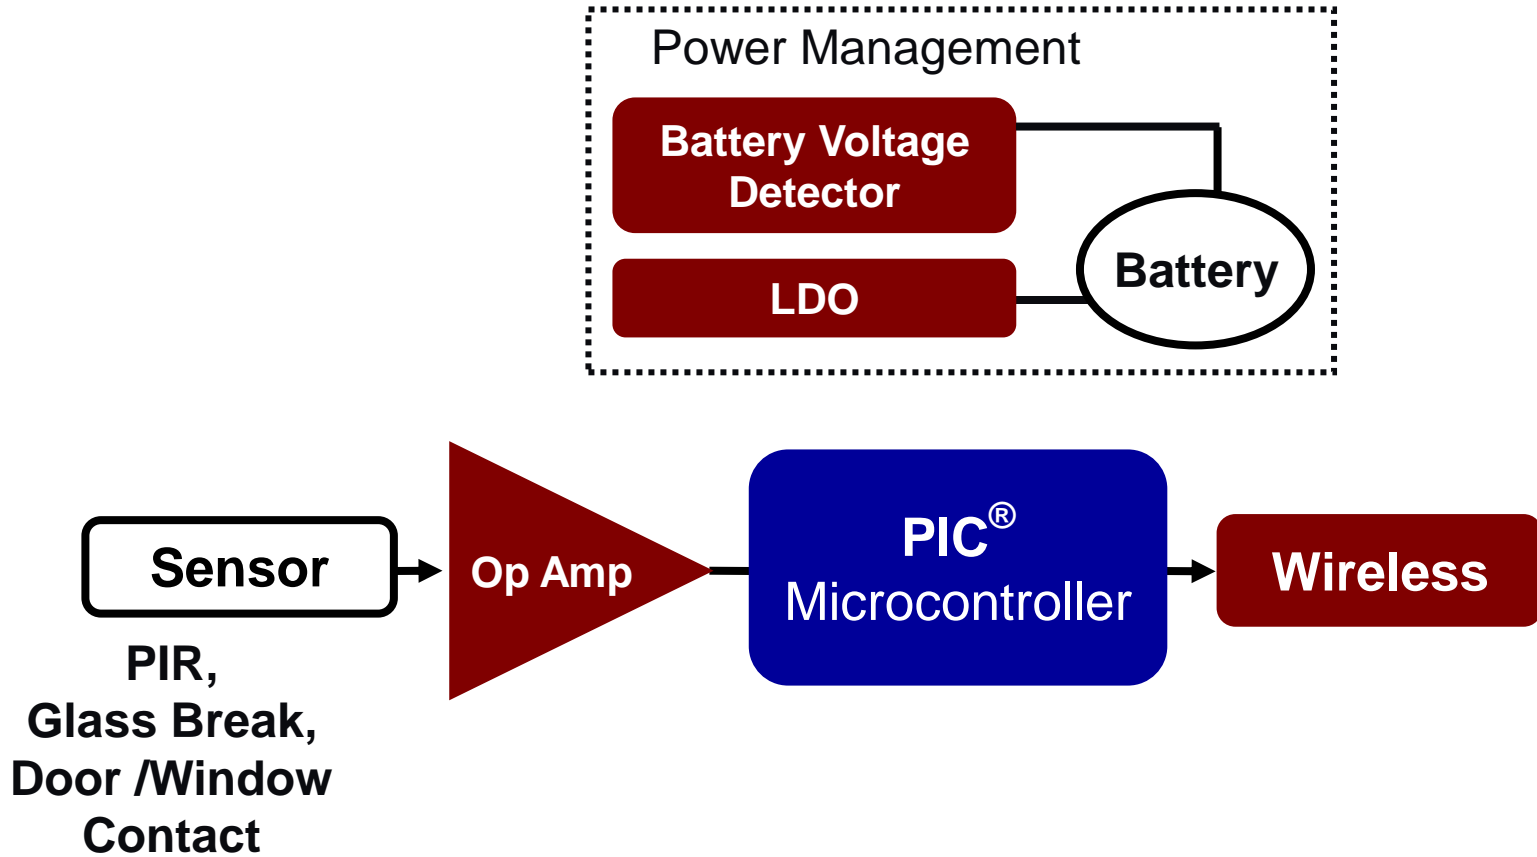 Power Management
Battery Voltage
Detector
LDO
Battery
Sensor
Op Amp
PIC®
Microcontroller
Wireless
PIR,
Glass Break,
Door /Window
Contact